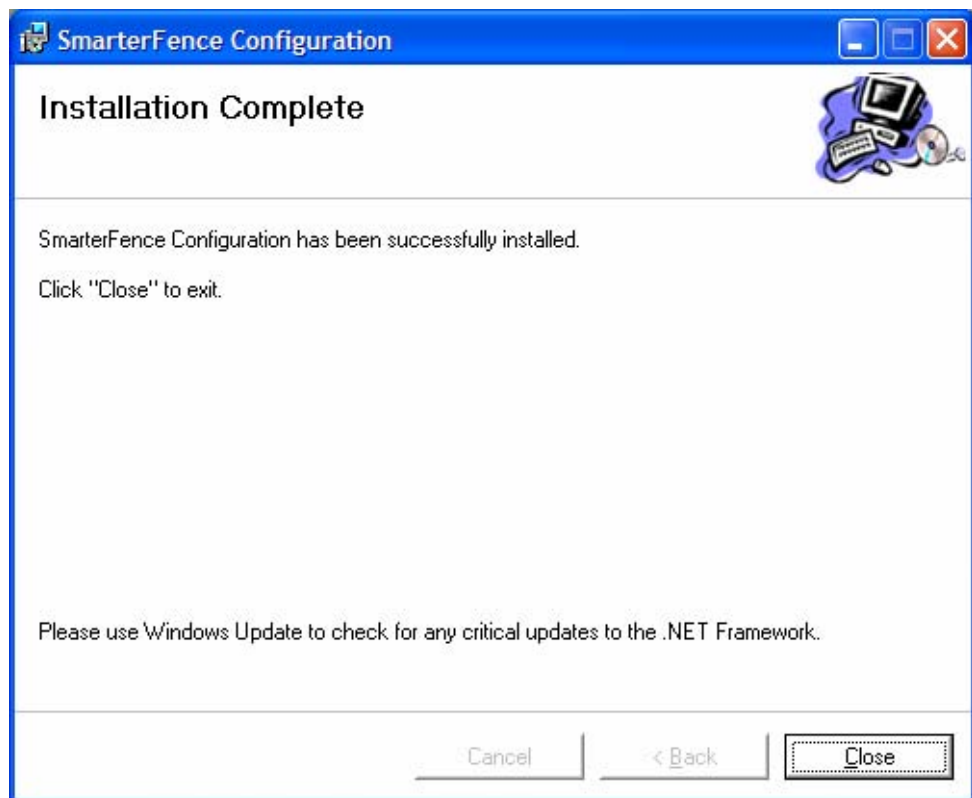 SmarterFence Configuration
Installation Complete
SmarterFence Configuration has been successfully installed.
Click "Close" to exit.
Please use Windows Update to check for any critical updates to the .NET Framework.
Cancel
< Back
Close